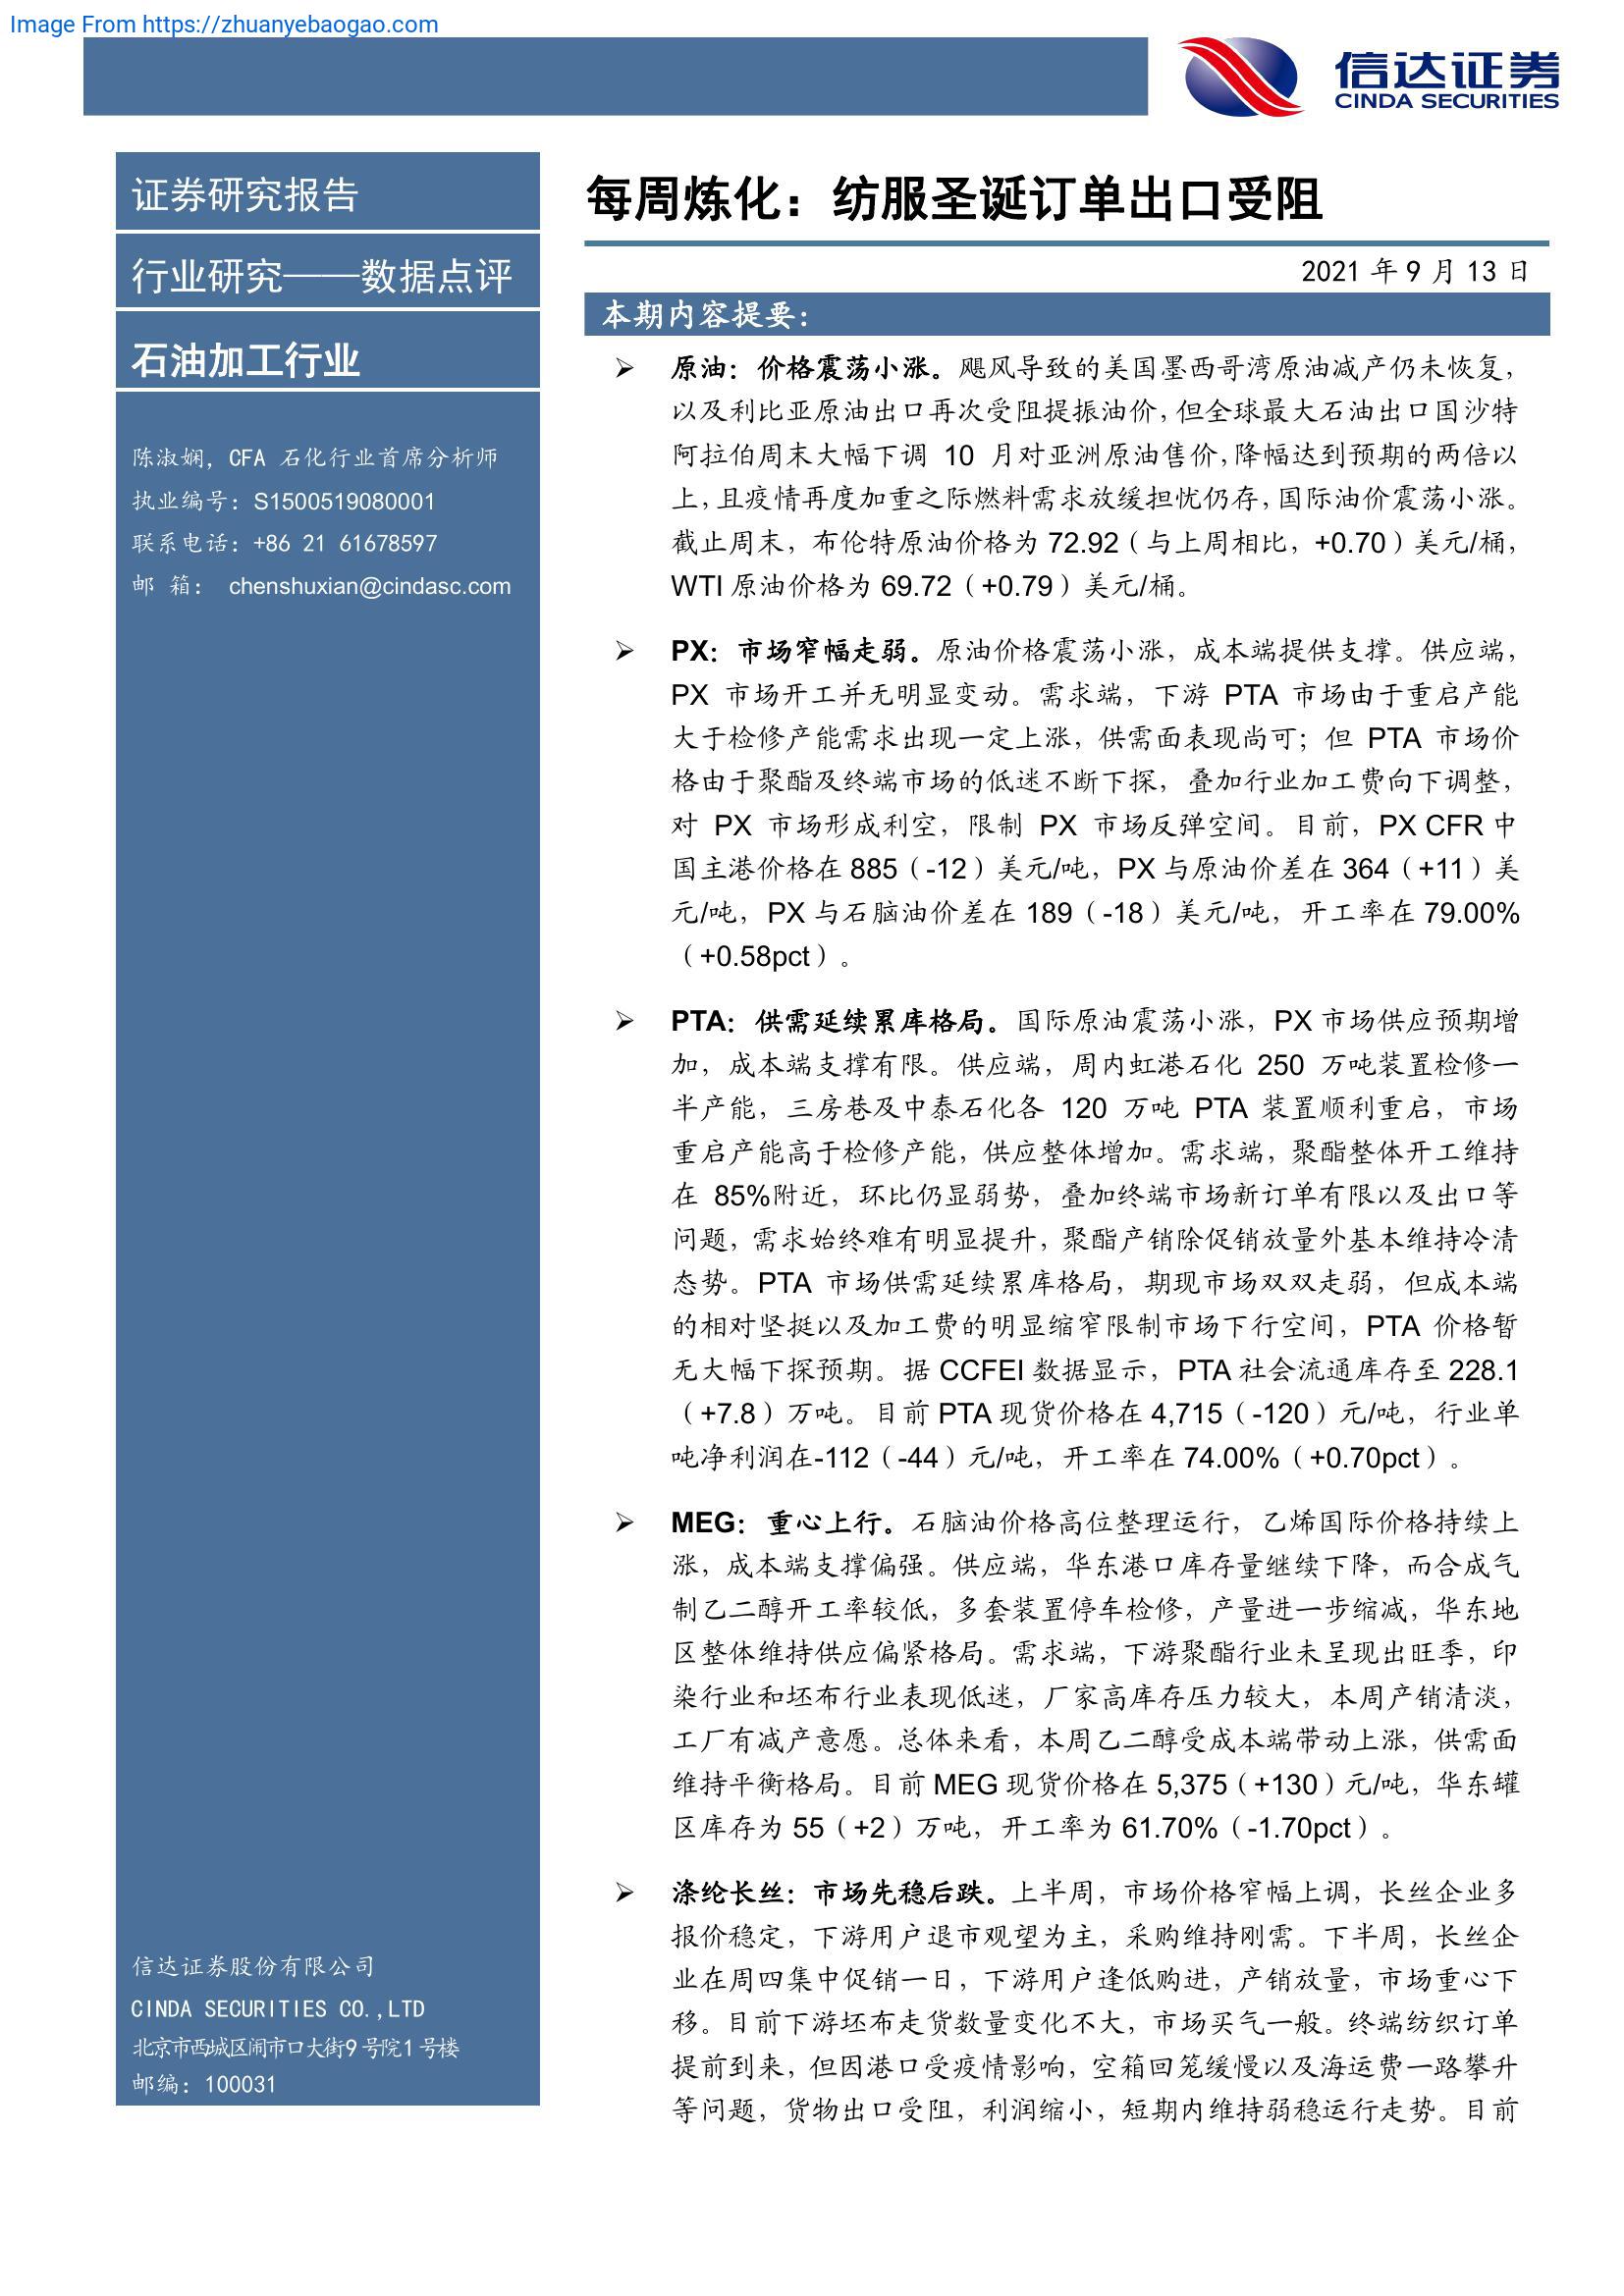 Image From https://zhuanyebaogao.com
信达证券
CINDA SECURITIES
证券研究报告
行业研究——数据点评
石油加工行业
陈淑娴，CFA 石化行业首席分析师
执业编号：S1500519080001
联系电话：+86 21 61678597
邮 箱： chenshuxian@cindasc.com
信达证券股份有限公司
CINDA SECURITIES CO.,LTD
北京市西城区闹市口大街9号院1号楼
邮编：100031
每周炼化：纺服圣诞订单出口受阻
2021 年 9 月 13 日
本期内容提要：
➢ 原油：价格震荡小涨。飓风导致的美国墨西哥湾原油减产仍未恢复，
以及利比亚原油出口再次受阻提振油价，但全球最大石油出口国沙特
阿拉伯周末大幅下调 10 月对亚洲原油售价，降幅达到预期的两倍以
上，且疫情再度加重之际燃料需求放缓担忧仍存，国际油价震荡小涨。
截止周末，布伦特原油价格为 72.92（与上周相比，+0.70）美元/桶，
WTI 原油价格为 69.72（+0.79）美元/桶。
➢ PX：市场窄幅走弱。原油价格震荡小涨，成本端提供支撑。供应端，
PX 市场开工并无明显变动。需求端，下游 PTA 市场由于重启产能
大于检修产能需求出现一定上涨，供需面表现尚可；但 PTA 市场价
格由于聚酯及终端市场的低迷不断下探，叠加行业加工费向下调整，
对 PX 市场形成利空，限制 PX 市场反弹空间。目前，PX CFR 中
国主港价格在 885（-12）美元/吨，PX 与原油价差在 364（+11）美
元/吨，PX 与石脑油价差在 189（-18）美元/吨，开工率在 79.00%
（+0.58pct）。
➢ PTA：供需延续累库格局。国际原油震荡小涨，PX 市场供应预期增
加，成本端支撑有限。供应端，周内虹港石化 250 万吨装置检修一
半产能，三房巷及中泰石化各 120 万吨 PTA 装置顺利重启，市场
重启产能高于检修产能，供应整体增加。需求端，聚酯整体开工维持
在 85%附近，环比仍显弱势，叠加终端市场新订单有限以及出口等
问题，需求始终难有明显提升，聚酯产销除促销放量外基本维持冷清
态势。PTA 市场供需延续累库格局，期现市场双双走弱，但成本端
的相对坚挺以及加工费的明显缩窄限制市场下行空间，PTA 价格暂
无大幅下探预期。据 CCFEI 数据显示，PTA 社会流通库存至 228.1
（+7.8）万吨。目前 PTA 现货价格在 4,715（-120）元/吨，行业单
吨净利润在-112（-44）元/吨，开工率在 74.00%（+0.70pct）。
➢ MEG：重心上行。石脑油价格高位整理运行，乙烯国际价格持续上
涨，成本端支撑偏强。供应端，华东港口库存量继续下降，而合成气
制乙二醇开工率较低，多套装置停车检修，产量进一步缩减，华东地
区整体维持供应偏紧格局。需求端，下游聚酯行业未呈现出旺季，印
染行业和坯布行业表现低迷，厂家高库存压力较大，本周产销清淡，
工厂有减产意愿。总体来看，本周乙二醇受成本端带动上涨，供需面
维持平衡格局。目前 MEG 现货价格在 5,375（+130）元/吨，华东罐
区库存为 55（+2）万吨，开工率为 61.70%（-1.70pct）。
➢ 涤纶长丝：市场先稳后跌。上半周，市场价格窄幅上调，长丝企业多
报价稳定，下游用户退市观望为主，采购维持刚需。下半周，长丝企
业在周四集中促销一日，下游用户逢低购进，产销放量，市场重心下
移。目前下游坯布走货数量变化不大，市场买气一般。终端纺织订单
提前到来，但因港口受疫情影响，空箱回笼缓慢以及海运费一路攀升
等问题，货物出口受阻，利润缩小，短期内维持弱稳运行走势。目前